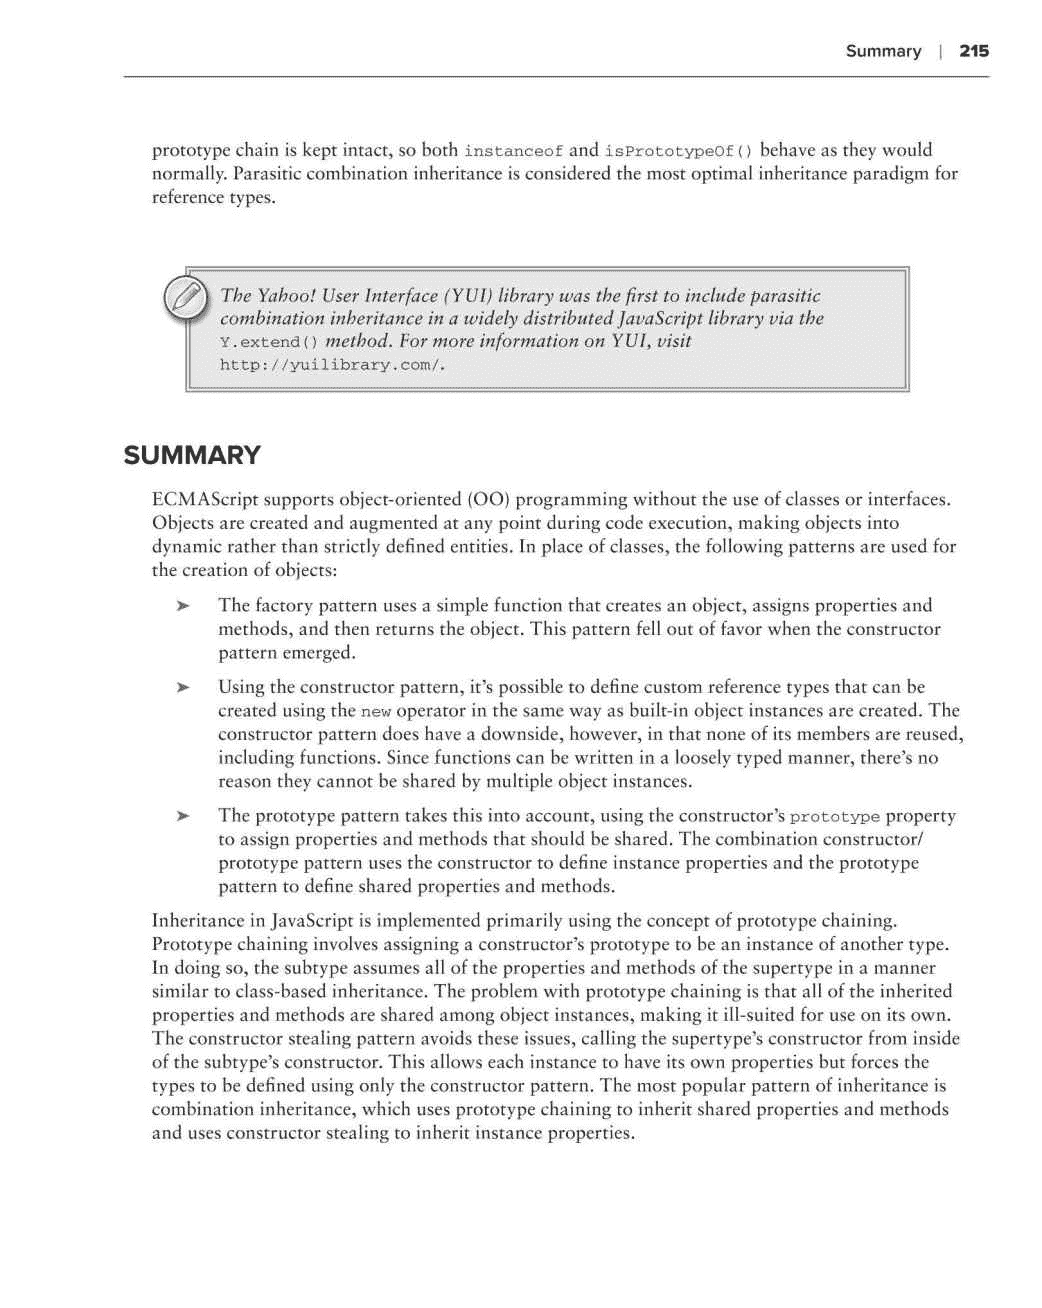 Summary | 215
prototype chain is kept intact, so both instanceof and isPrototypeOf() behave as they would
normally. Parasitic combination inheritance is considered the most optimal inheritance paradigm for
reference types.
The Yahoo! User Interface (YUI) library was the first to include parasitic
combination inheritance in a widely distributed JavaScript library via the
Y.extend() method. For more information on YUI, visit
http://yuilibrary.com/.
SUMMARY
ECMAScript supports object-oriented (OO) programming without the use of classes or interfaces.
Objects are created and augmented at any point during code execution, making objects into
dynamic rather than strictly defined entities. In place of classes, the following patterns are used for
the creation of objects:
➤ The factory pattern uses a simple function that creates an object, assigns properties and
methods, and then returns the object. This pattern fell out of favor when the constructor
pattern emerged.
➤ Using the constructor pattern, it’s possible to define custom reference types that can be
created using the new operator in the same way as built-in object instances are created. The
constructor pattern does have a downside, however, in that none of its members are reused,
including functions. Since functions can be written in a loosely typed manner, there’s no
reason they cannot be shared by multiple object instances.
➤ The prototype pattern takes this into account, using the constructor’s prototype property
to assign properties and methods that should be shared. The combination constructor/
prototype pattern uses the constructor to define instance properties and the prototype
pattern to define shared properties and methods.
Inheritance in JavaScript is implemented primarily using the concept of prototype chaining.
Prototype chaining involves assigning a constructor’s prototype to be an instance of another type.
In doing so, the subtype assumes all of the properties and methods of the supertype in a manner
similar to class-based inheritance. The problem with prototype chaining is that all of the inherited
properties and methods are shared among object instances, making it ill-suited for use on its own.
The constructor stealing pattern avoids these issues, calling the supertype’s constructor from inside
of the subtype’s constructor. This allows each instance to have its own properties but forces the
types to be defined using only the constructor pattern. The most popular pattern of inheritance is
combination inheritance, which uses prototype chaining to inherit shared properties and methods
and uses constructor stealing to inherit instance properties.